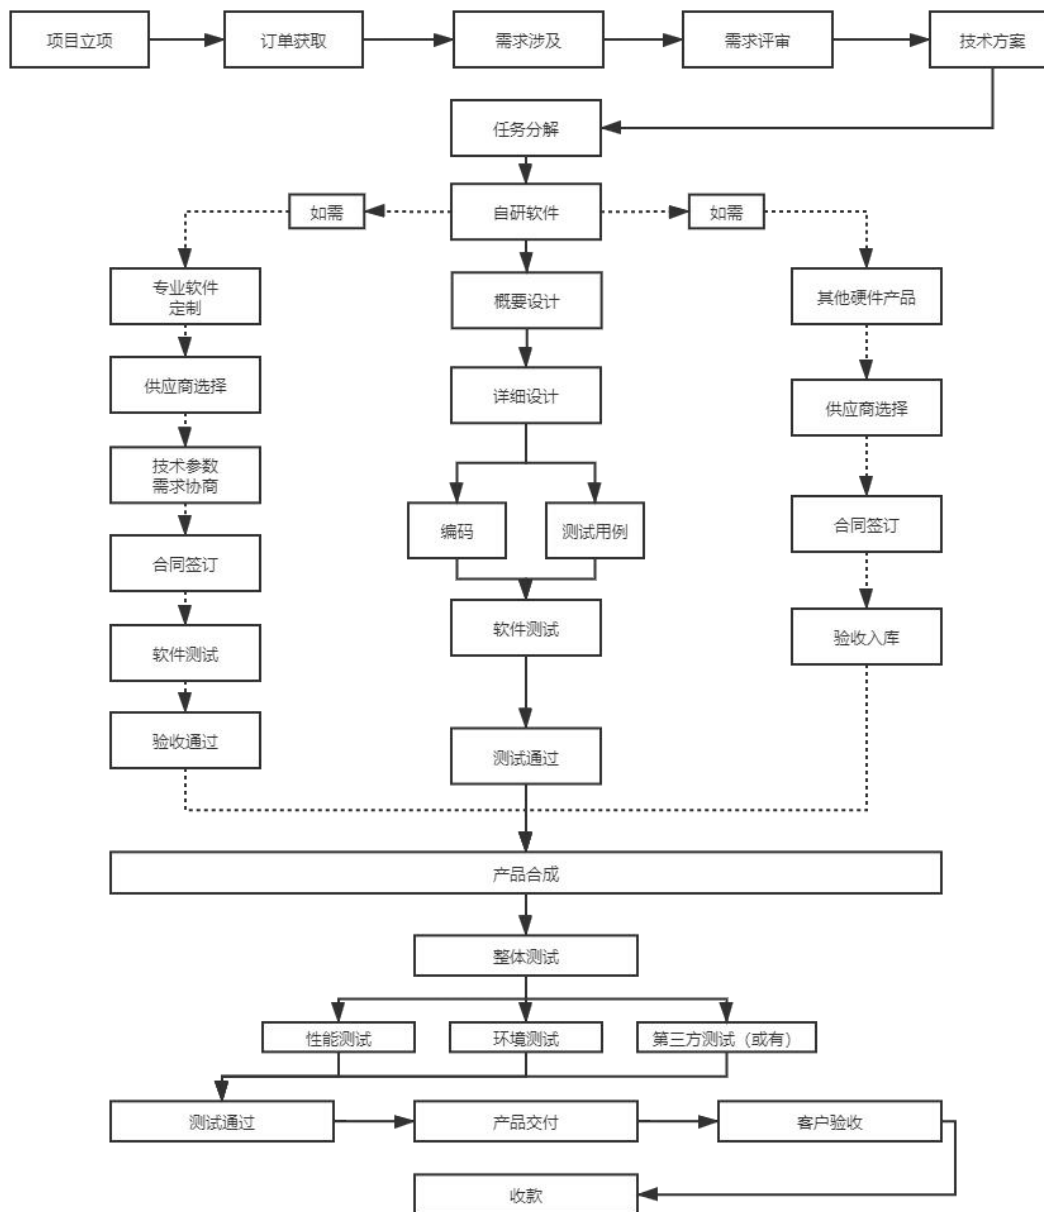 项目立项
订单获取
需求涉及
需求评审
技术方案
任务分解
如需
自研软件
如需
专业软件
定制
概要设计
其他硬件产品
供应商选择
详细设计
供应商选择
技术参数
需求协商
编码
测试用例
合同签订
合同签订
软件测试
软件测试
验收入库
验收通过
测试通过
产品合成
整体测试
性能测试
环境测试
第三方测试（或有）
测试通过
产品交付
客户验收
收款